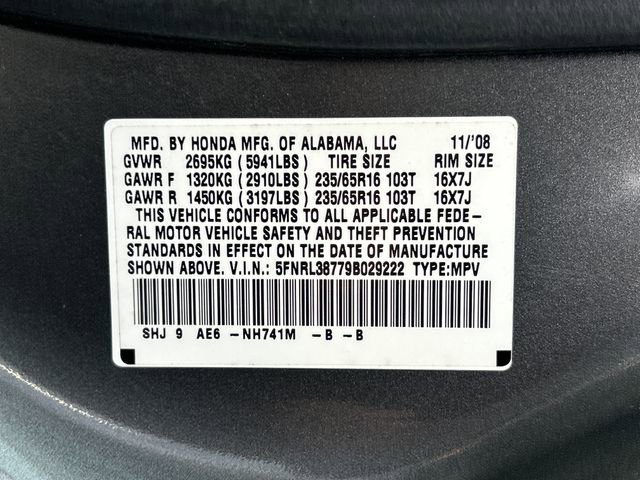 MFD. BY HONDA MFG. OF ALABAMA, LLC 11/'08
GVWR 2695KG (5941LBS) TIRE SIZE RIM SIZE
GAWR F 1320KG (2910LBS) 235/65R16 103T 16X7J
GAWR R 1450KG (3197LBS) 235/65R16 103T 16X7J
THIS VEHICLE CONFORMS TO ALL APPLICABLE FEDE-
RAL MOTOR VEHICLE SAFETY AND THEFT PREVENTION
STANDARDS IN EFFECT ON THE DATE OF MANUFACTURE
SHOWN ABOVE. V.I.N.: 5FNRL38779B029222 TYPE:MPV
SHJ 9 AE6 -NH741M -B -B